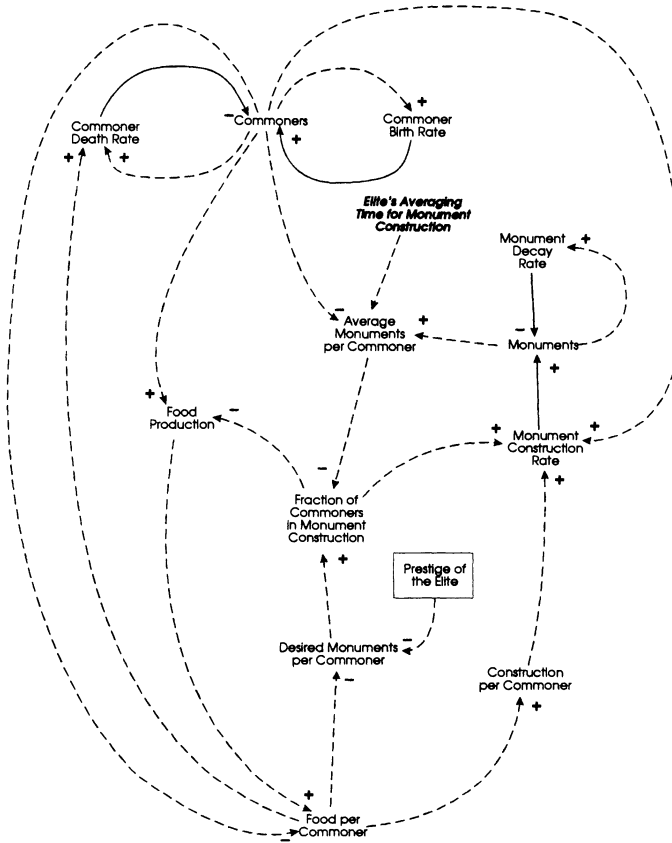 Commoner
Death Rate
+
+
− Commoners
+
+
Commoner
Birth Rate
Elite's Averaging
Time for Monument
Construction
Monument
Decay
Rate
+
−
Average
Monuments
per Commoner
+
−
Monuments
+
+
Food
Production
−
+
Monument
Construction
Rate
+
+
−
Fraction of
Commoners
in Monument
Construction
+
Prestige of
the Elite
Desired Monuments
per Commoner
−
−
Construction
per Commoner
+
+
Food per
Commoner
−